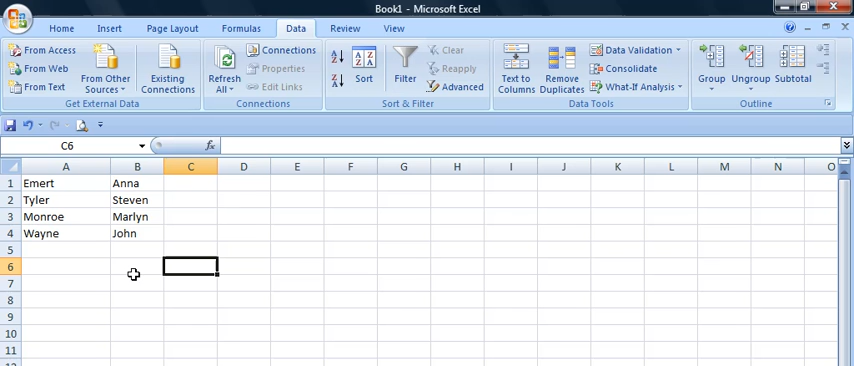 Book1 - Microsoft Excel
Home Insert Page Layout Formulas Data Review View
From Access
From Web
From Text
From Other
Sources
Existing
Connections
Get External Data
Refresh
All
Connections
Properties
Edit Links
Connections
A
Z
Z
A
Sort
Filter
Clear
Reapply
Advanced
Sort & Filter
Text to
Columns
Remove
Duplicates
Data Validation
Consolidate
What-If Analysis
Data Tools
Group
Ungroup
Subtotal
Outline
C6 fx
A B C D E F G H I J K L M N O
1 Emert Anna
2 Tyler Steven
3 Monroe Marlyn
4 Wayne John
5
6
7
8
9
10
11